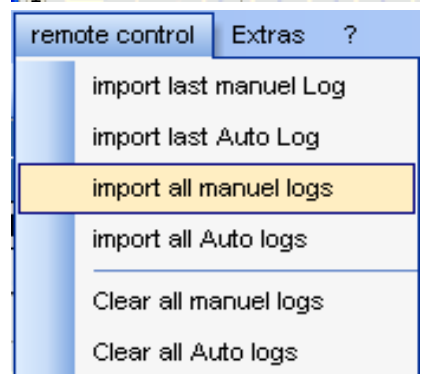 remote control Extras ?
import last manuel Log
import last Auto Log
import all manuel logs
import all Auto logs
Clear all manuel logs
Clear all Auto logs